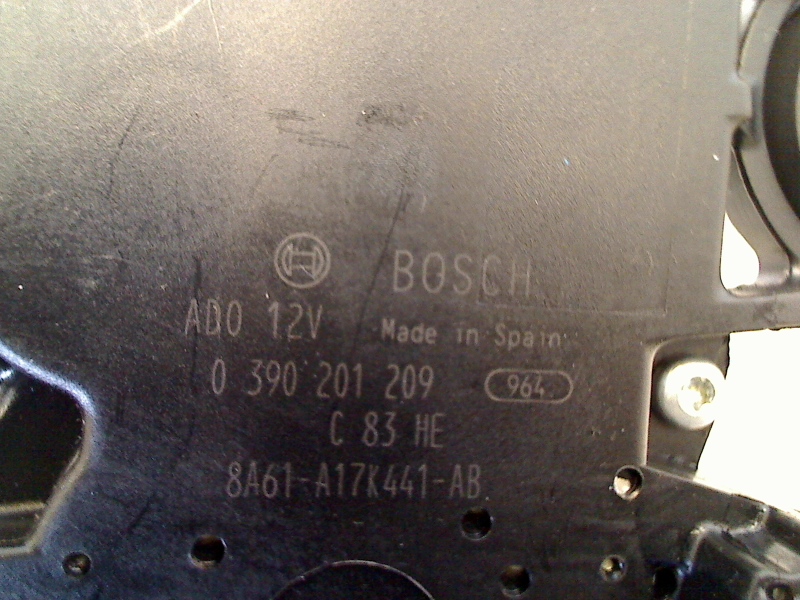 BOSCH
ADO 12V Made in Spain
0 390 201 209 964
C 83 HE
8A61-A17K441-AB